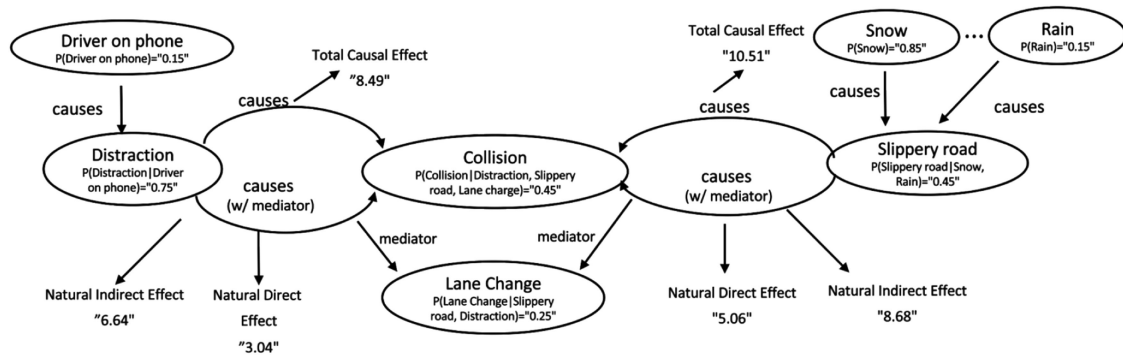 Driver on phone
P(Driver on phone)="0.15"
causes
Distraction
P(Distraction|Driver
on phone)="0.75"
Total Causal Effect
"8.49"
causes
causes
(w/ mediator)
Natural Indirect Effect
"6.64"
Natural Direct
Effect
"3.04"
Collision
P(Collision|Distraction, Slippery
road, Lane charge)="0.45"
mediator
mediator
Lane Change
P(Lane Change|Slippery
road, Distraction)="0.25"
Total Causal Effect
"10.51"
causes
causes
(w/ mediator)
Natural Direct Effect
"5.06"
Natural Indirect Effect
"8.68"
Snow
P(Snow)="0.85"
...
Rain
P(Rain)="0.15"
causes
causes
Slippery road
P(Slippery road|Snow,
Rain)="0.45"